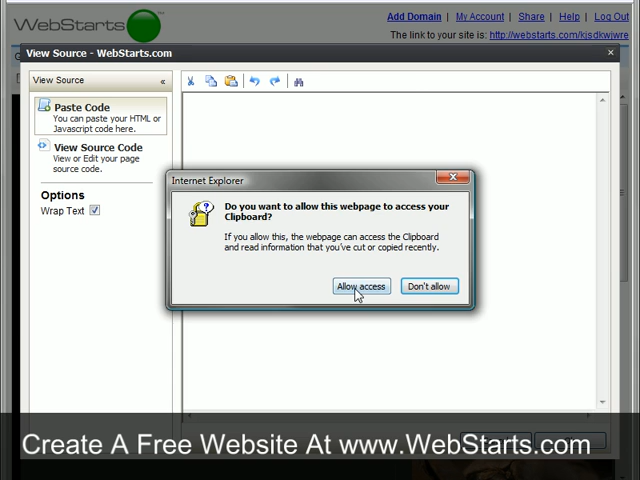 WebStarts™
Add Domain | My Account | Share | Help | Log Out
The link to your site is: http://webstarts.com/kjsdkwjwre
View Source - WebStarts.com
View Source «
Paste Code
You can paste your HTML or
Javascript code here.
View Source Code
View or Edit your page
source code.
Options
Wrap Text
Internet Explorer
Do you want to allow this webpage to access your
Clipboard?
If you allow this, the webpage can access the Clipboard
and read information that you've cut or copied recently.
Allow access Don't allow
Create A Free Website At www.WebStarts.com